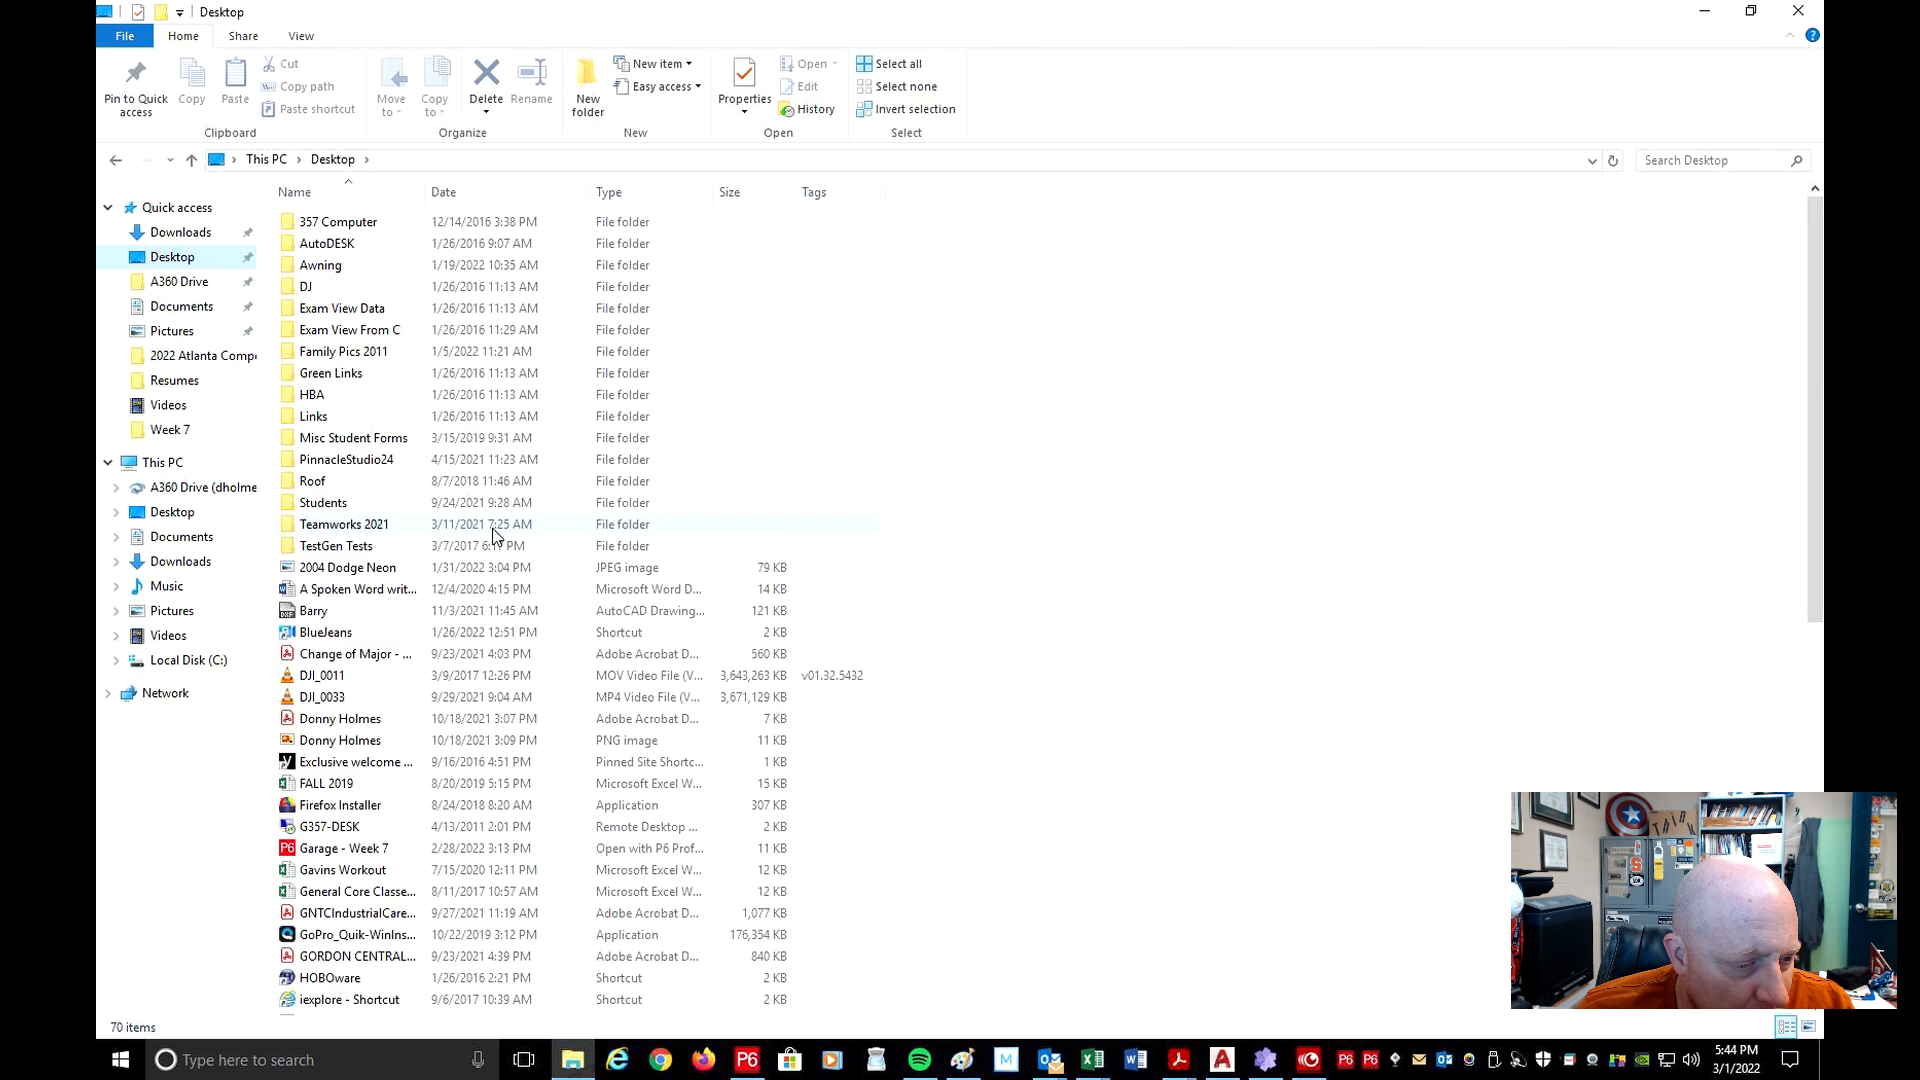 Desktop
File Home Share View
Pin to Quick access
Copy
Paste
Cut
Copy path
Paste shortcut
Clipboard
Move to
Copy to
Delete
Rename
Organize
New folder
New item
Easy access
New
Properties
Open
Edit
History
Open
Select all
Select none
Invert selection
Select
This PC > Desktop >
Search Desktop
Quick access
Downloads
Desktop
A360 Drive
Documents
Pictures
2022 Atlanta Comp
Resumes
Videos
Week 7
This PC
A360 Drive (dholme
Desktop
Documents
Downloads
Music
Pictures
Videos
Local Disk (C:)
Network
Name Date Type Size Tags
357 Computer 12/14/2016 3:38 PM File folder
AutoDESK 1/26/2016 9:07 AM File folder
Awning 1/19/2022 10:35 AM File folder
DJ 1/26/2016 11:13 AM File folder
Exam View Data 1/26/2016 11:13 AM File folder
Exam View From C 1/26/2016 11:29 AM File folder
Family Pics 2011 1/5/2022 11:21 AM File folder
Green Links 1/26/2016 11:13 AM File folder
HBA 1/26/2016 11:13 AM File folder
Links 1/26/2016 11:13 AM File folder
Misc Student Forms 3/15/2019 9:31 AM File folder
PinnacleStudio24 4/15/2021 11:23 AM File folder
Roof 8/7/2018 11:46 AM File folder
Students 9/24/2021 9:28 AM File folder
Teamworks 2021 3/11/2021 7:25 AM File folder
TestGen Tests 3/7/2017 PM File folder
2004 Dodge Neon 1/31/2022 3:04 PM JPEG image 79 KB
A Spoken Word writ... 12/4/2020 4:15 PM Microsoft Word D... 14 KB
Barry 11/3/2021 11:45 AM AutoCAD Drawing... 121 KB
BlueJeans 1/26/2022 12:51 PM Shortcut 2 KB
Change of Major - ... 9/23/2021 4:03 PM Adobe Acrobat D... 560 KB
DJI_0011 3/9/2017 12:26 PM MOV Video File (V... 3,643,263 KB v01.32.5432
DJI_0033 9/29/2021 9:04 AM MP4 Video File (V... 3,671,129 KB
Donny Holmes 10/18/2021 3:07 PM Adobe Acrobat D... 7 KB
Donny Holmes 10/18/2021 3:09 PM PNG image 11 KB
Exclusive welcome ... 9/16/2016 4:51 PM Pinned Site Shortc... 1 KB
FALL 2019 8/20/2019 5:15 PM Microsoft Excel W... 15 KB
Firefox Installer 8/24/2018 8:20 AM Application 307 KB
G357-DESK 4/13/2011 2:01 PM Remote Desktop ... 2 KB
Garage - Week 7 2/28/2022 3:13 PM Open with P6 Prof... 11 KB
Gavins Workout 7/15/2020 12:11 PM Microsoft Excel W... 12 KB
General Core Classe... 8/11/2017 10:57 AM Microsoft Excel W... 12 KB
GNTCIndustrialCare... 9/27/2021 11:19 AM Adobe Acrobat D... 1,077 KB
GoPro_Quik-WinIns... 10/22/2019 3:12 PM Application 176,354 KB
GORDON CENTRAL... 9/23/2021 4:39 PM Adobe Acrobat D... 840 KB
HOBOware 1/26/2016 2:21 PM Shortcut 2 KB
iexplore - Shortcut 9/6/2017 10:39 AM Shortcut 2 KB
THINK
70 items
Type here to search
P6
M
P6 P6
5:44 PM
3/1/2022